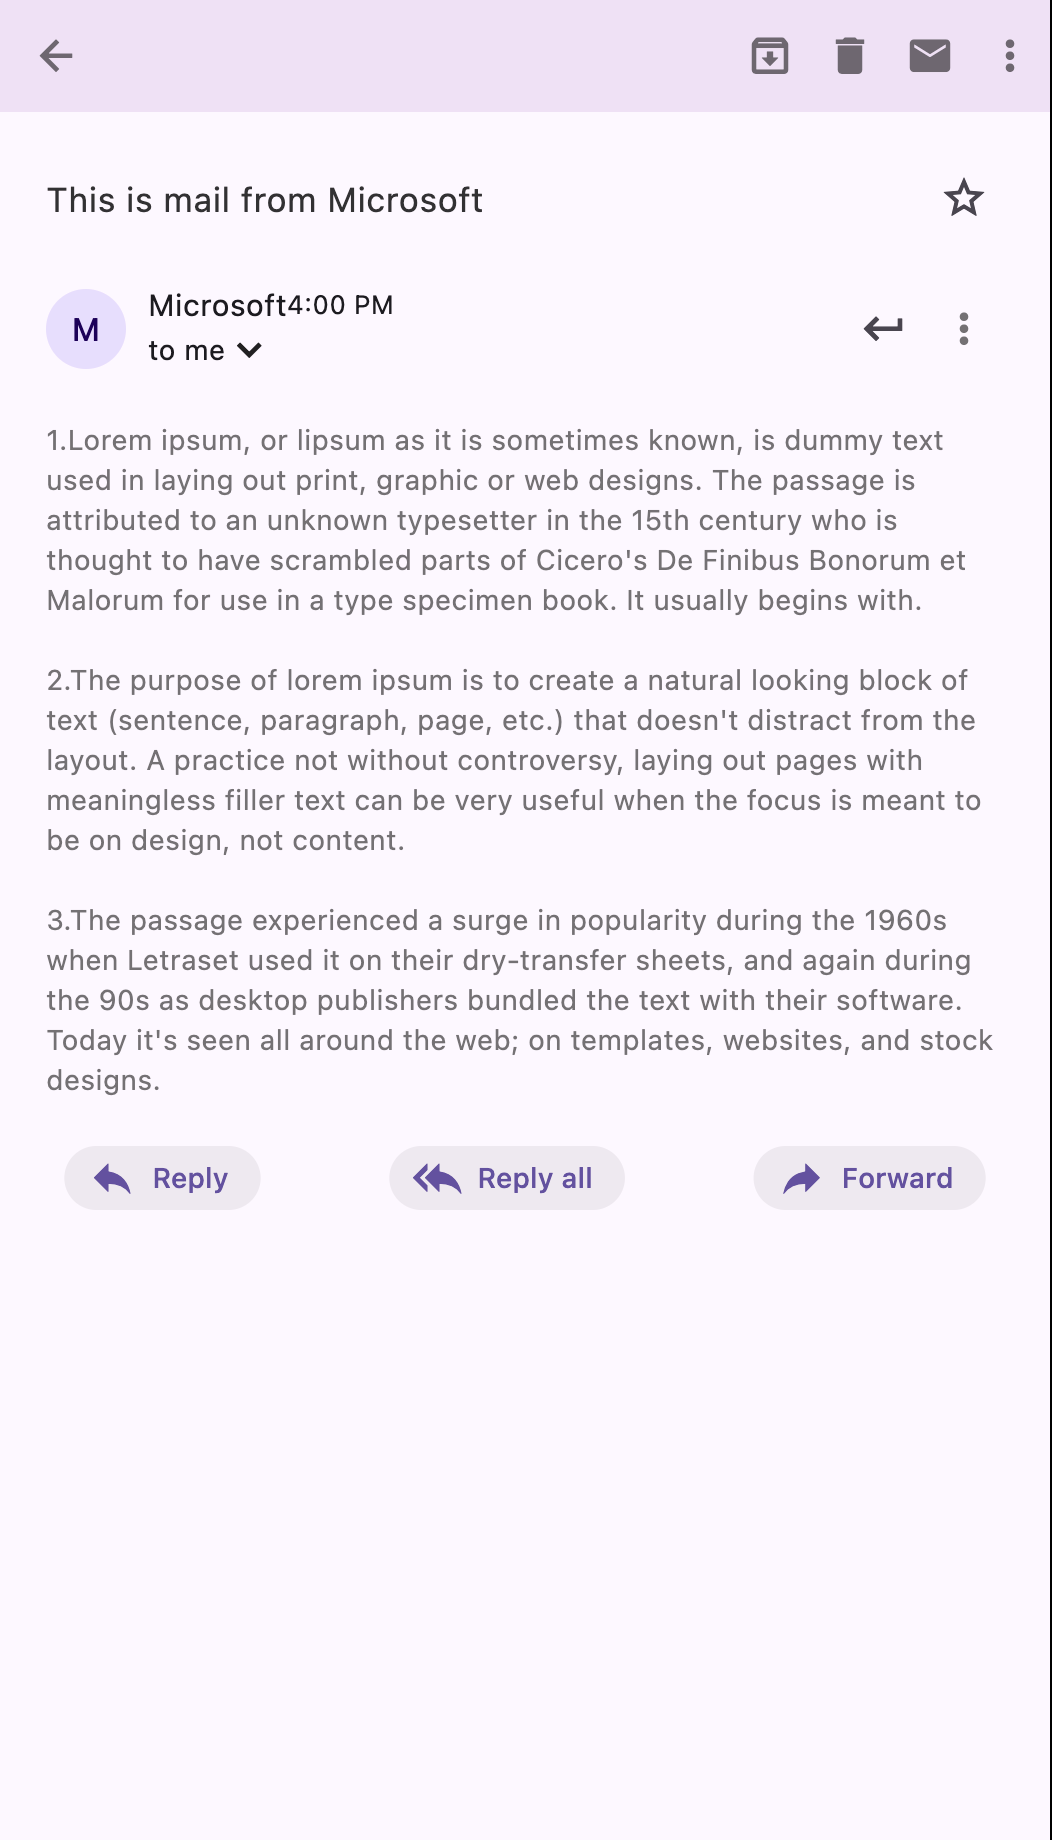 This is mail from Microsoft
M
Microsoft4:00 PM
to me
1.Lorem ipsum, or lipsum as it is sometimes known, is dummy text
used in laying out print, graphic or web designs. The passage is
attributed to an unknown typesetter in the 15th century who is
thought to have scrambled parts of Cicero's De Finibus Bonorum et
Malorum for use in a type specimen book. It usually begins with.
2.The purpose of lorem ipsum is to create a natural looking block of
text (sentence, paragraph, page, etc.) that doesn't distract from the
layout. A practice not without controversy, laying out pages with
meaningless filler text can be very useful when the focus is meant to
be on design, not content.
3.The passage experienced a surge in popularity during the 1960s
when Letraset used it on their dry-transfer sheets, and again during
the 90s as desktop publishers bundled the text with their software.
Today it's seen all around the web; on templates, websites, and stock
designs.
Reply
Reply all
Forward